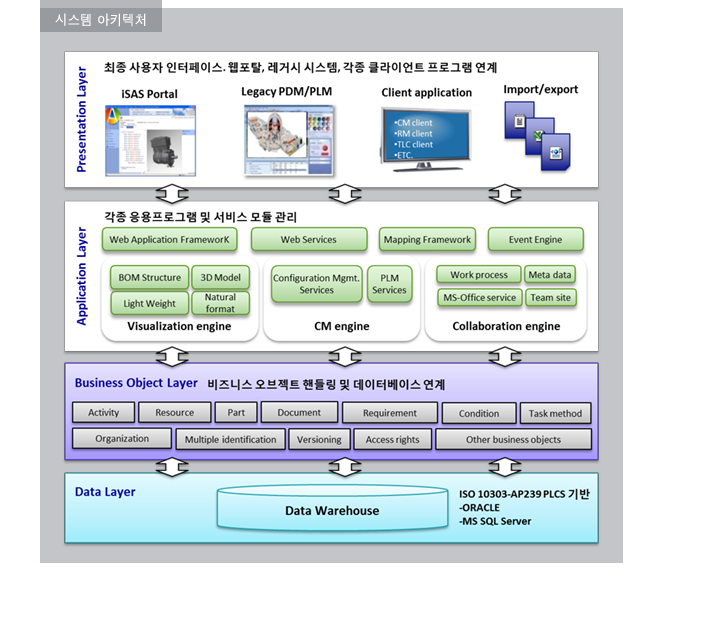 시스템 아키텍처
Presentation Layer
최종 사용자 인터페이스. 웹포탈, 레거시 시스템, 각종 클라이언트 프로그램 연계
iSAS Portal
Legacy PDM/PLM
Client application
Import/export
•CM client
•RM client
•TLC client
•ETC.
Application Layer
각종 응용프로그램 및 서비스 모듈 관리
Web Application FrameworK
Web Services
Mapping Framework
Event Engine
BOM Structure
3D Model
Light Weight
Natural
format
Visualization engine
Configuration Mgmt.
Services
PLM
Services
CM engine
Work process
Meta data
MS-Office service
Team site
Collaboration engine
Business Object Layer 비즈니스 오브젝트 핸들링 및 데이터베이스 연계
Activity
Resource
Part
Document
Requirement
Condition
Task method
Organization
Multiple identification
Versioning
Access rights
Other business objects
Data Layer
Data Warehouse
ISO 10303-AP239 PLCS 기반
-ORACLE
-MS SQL Server